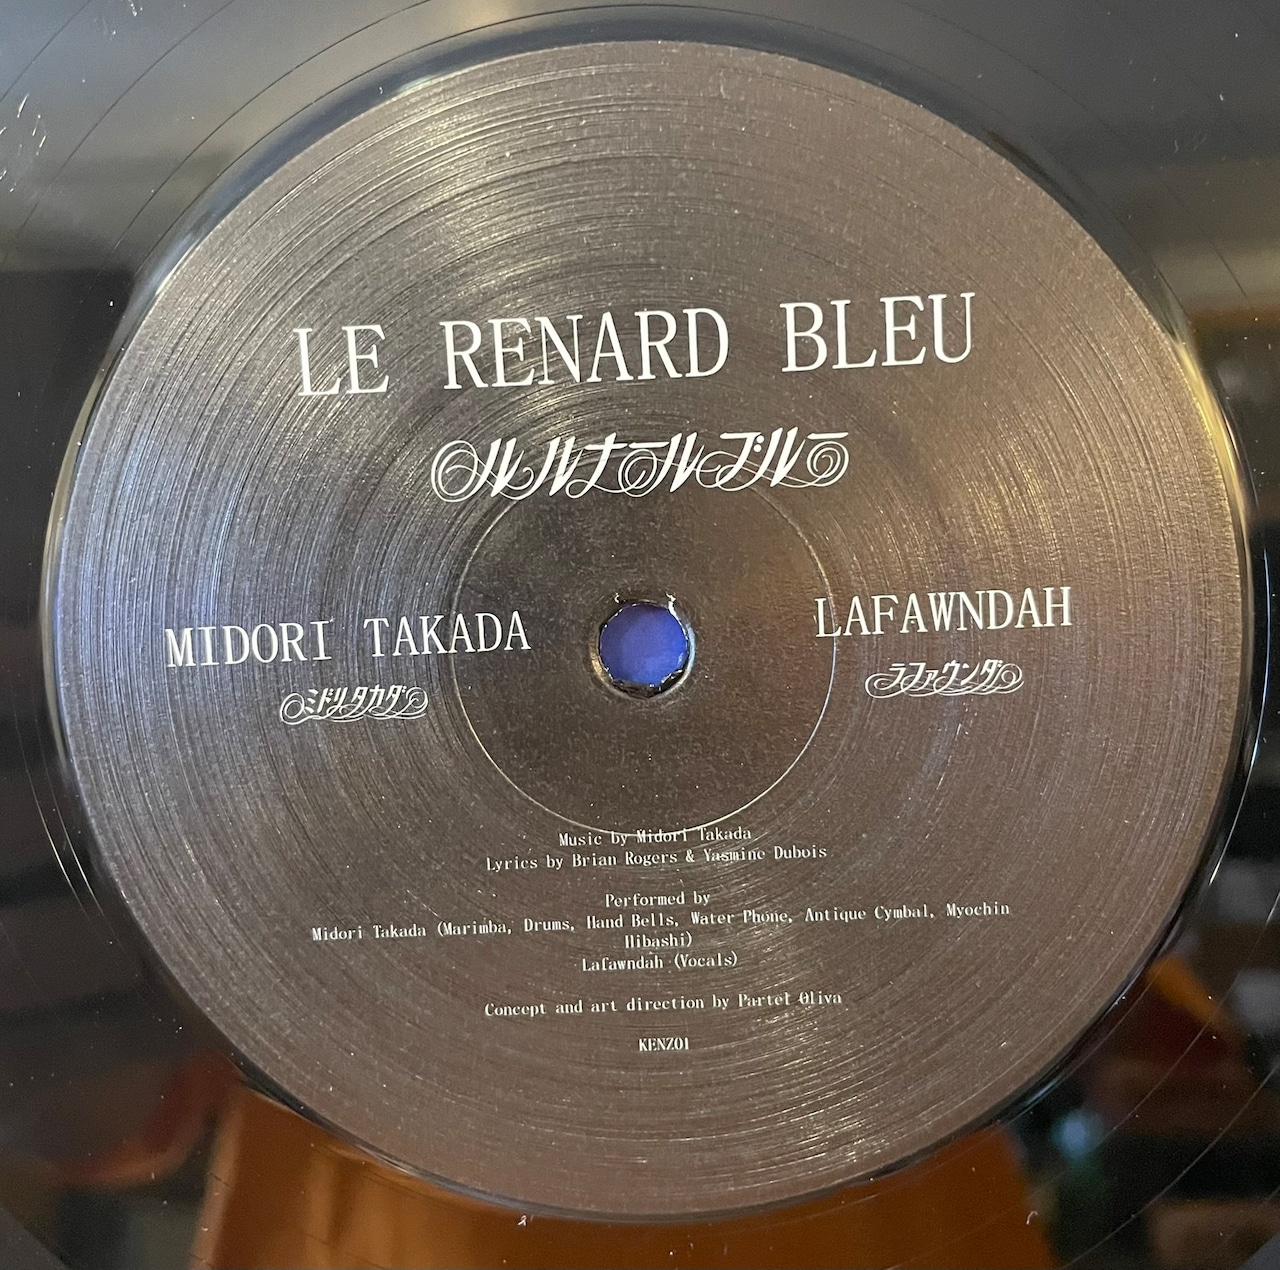 LE RENARD BLEU
ルルナールブルー
MIDORI TAKADA
ミドリタカダ
LAFAWNDAH
ラファウンダ
Music by Midori Takada
Lyrics by Brian Rogers & Yasmine Dubois
Performed by
Midori Takada (Marimba, Drums, Hand Bells, Water Phone, Antique Cymbal, Myochin
Hibashi)
Lafawndah (Vocals)
Concept and art direction by Partel Oliva
KENZ01